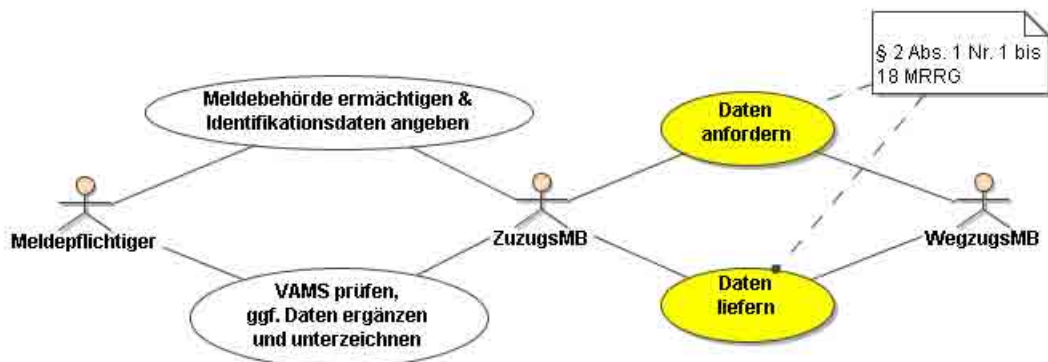 § 2 Abs. 1 Nr. 1 bis
18 MRRG
Meldebehörde ermächtigen &
Identifikationsdaten angeben
Daten
anfordern
Meldepflichtiger
ZuzugsMB
WegzugsMB
VAMS prüfen,
ggf. Daten ergänzen
und unterzeichnen
Daten
liefern